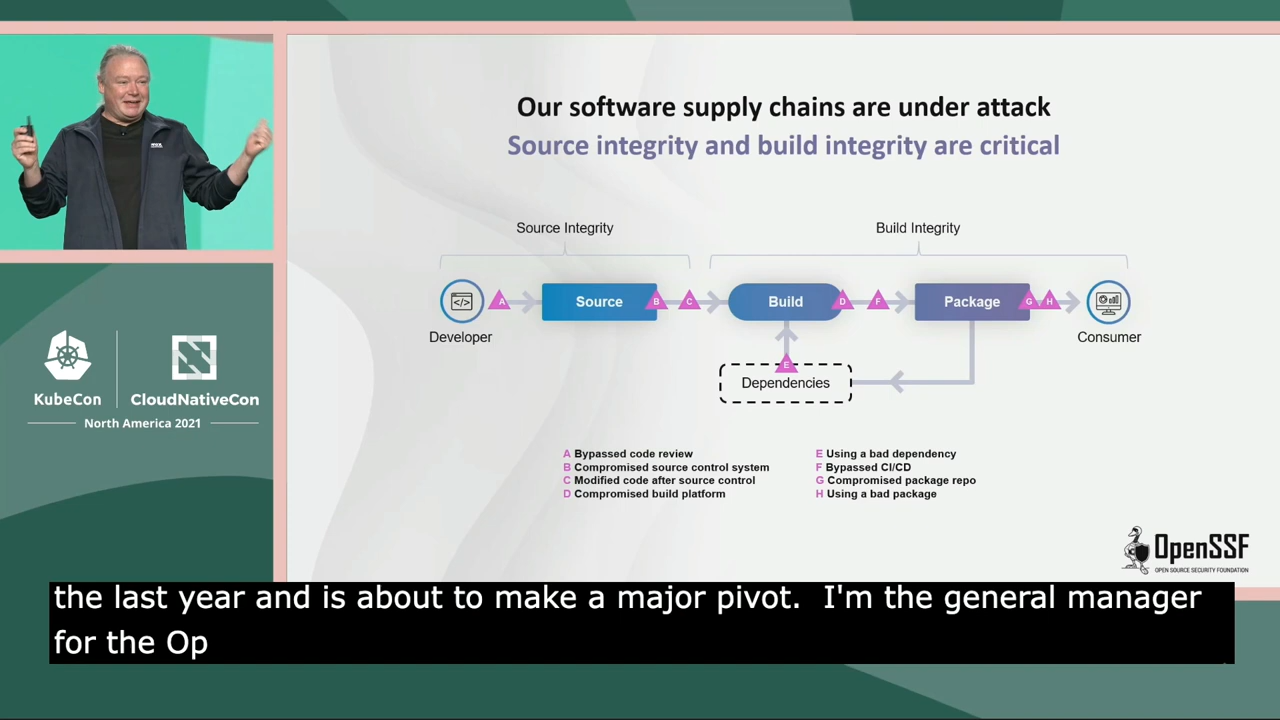 Our software supply chains are under attack
Source integrity and build integrity are critical
Source Integrity
Build Integrity
A
Source
B
C
Build
D
F
Package
G
H
Developer
Consumer
E
Dependencies
A Bypassed code review
B Compromised source control system
C Modified code after source control
D Compromised build platform
E Using a bad dependency
F Bypassed CI/CD
G Compromised package repo
H Using a bad package
KubeCon
CloudNativeCon
North America 2021
OpenSSF
OPEN SOURCE SECURITY FOUNDATION
the last year and is about to make a major pivot.  I'm the general manager
for the Op